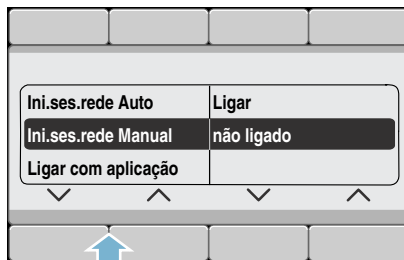 Ini.ses.rede Auto Ligar
Ini.ses.rede Manual não ligado
Ligar com aplicação